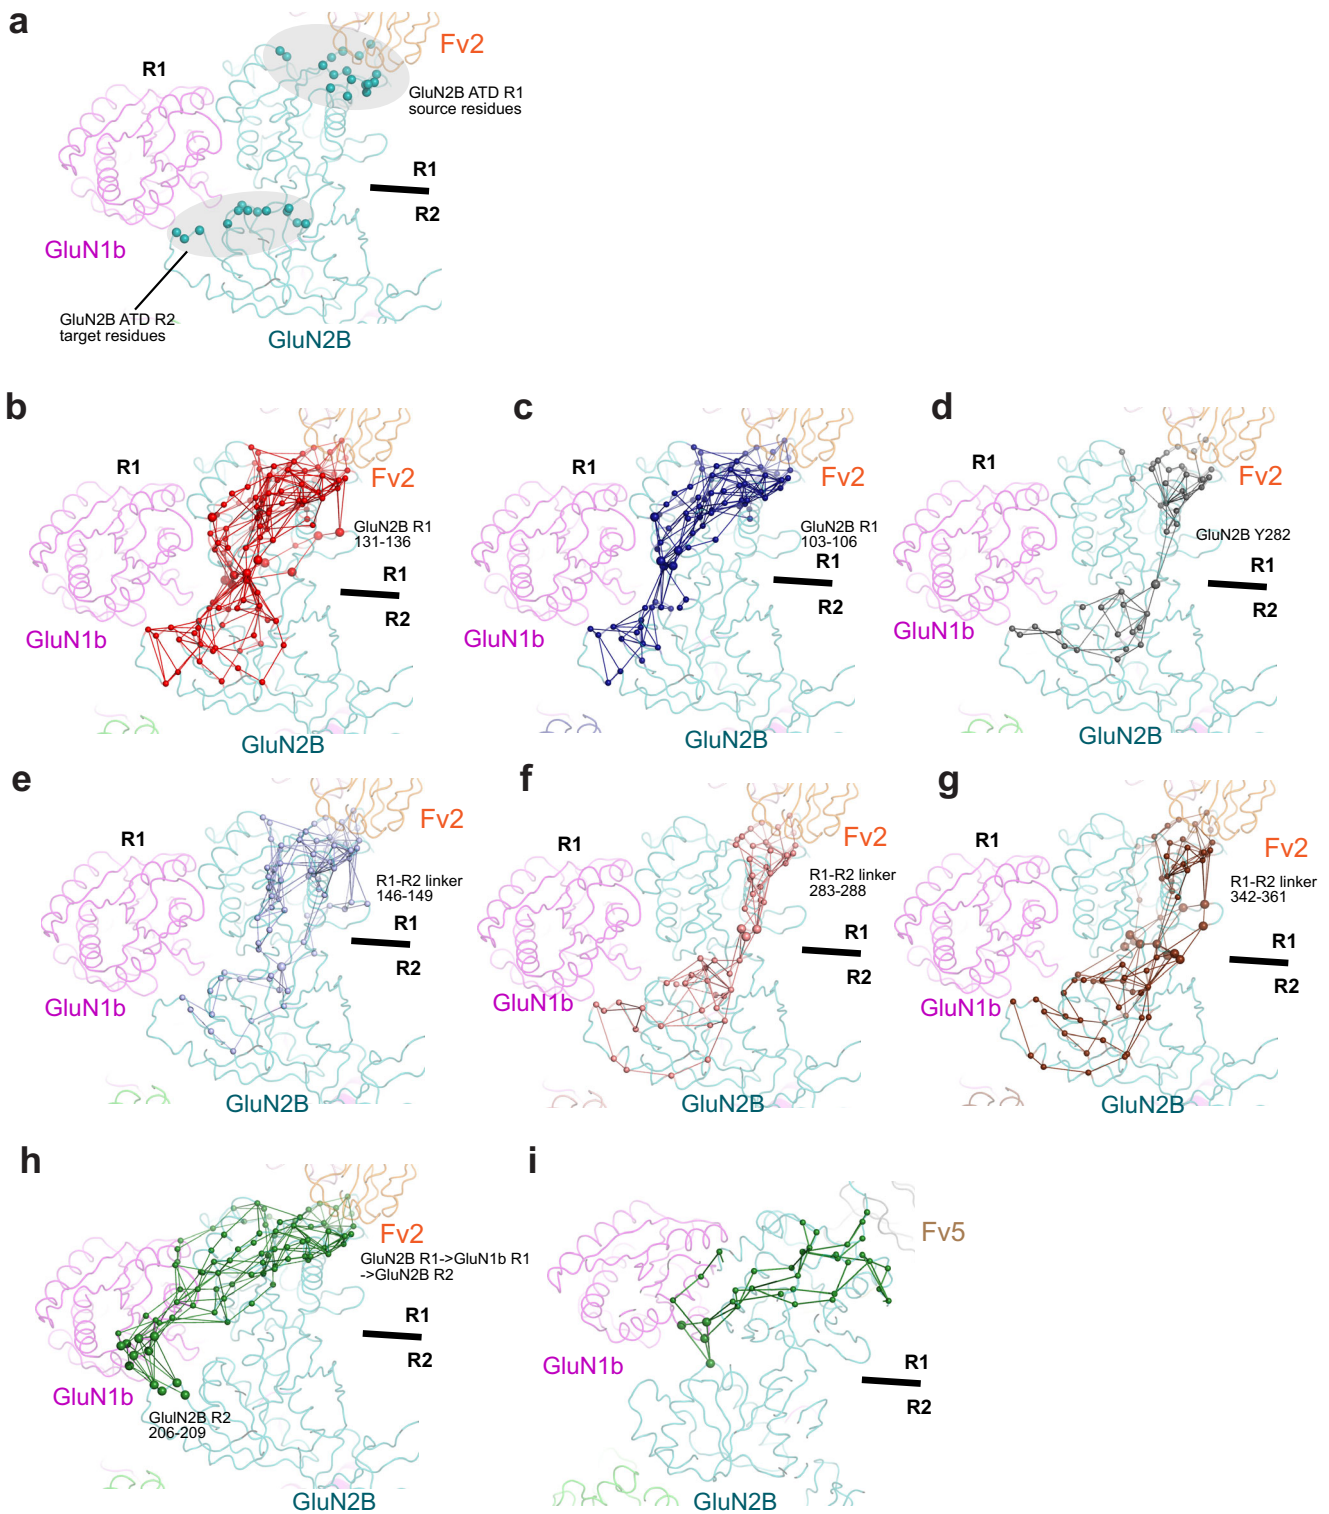 a
Fv2
R1
GluN2B ATD R1
source residues
R1
R2
GluN1b
GluN2B ATD R2
target residues
GluN2B
b
R1
Fv2
GluN2B R1
131-136
R1
R2
GluN1b
GluN2B
c
R1
Fv2
GluN2B R1
103-106
R1
R2
GluN1b
GluN2B
d
R1
Fv2
GluN2B Y282
R1
R2
GluN1b
GluN2B
e
R1
Fv2
R1-R2 linker
146-149
R1
R2
GluN1b
GluN2B
f
R1
Fv2
R1-R2 linker
283-288
R1
R2
GluN1b
GluN2B
g
R1
Fv2
R1-R2 linker
342-361
R1
R2
GluN1b
GluN2B
h
Fv2
GluN2B R1->GluN1b R1
->GluN2B R2
R1
R2
GluN1b
GluIN2B R2
206-209
GluN2B
i
Fv5
GluN1b
R1
R2
GluN2B